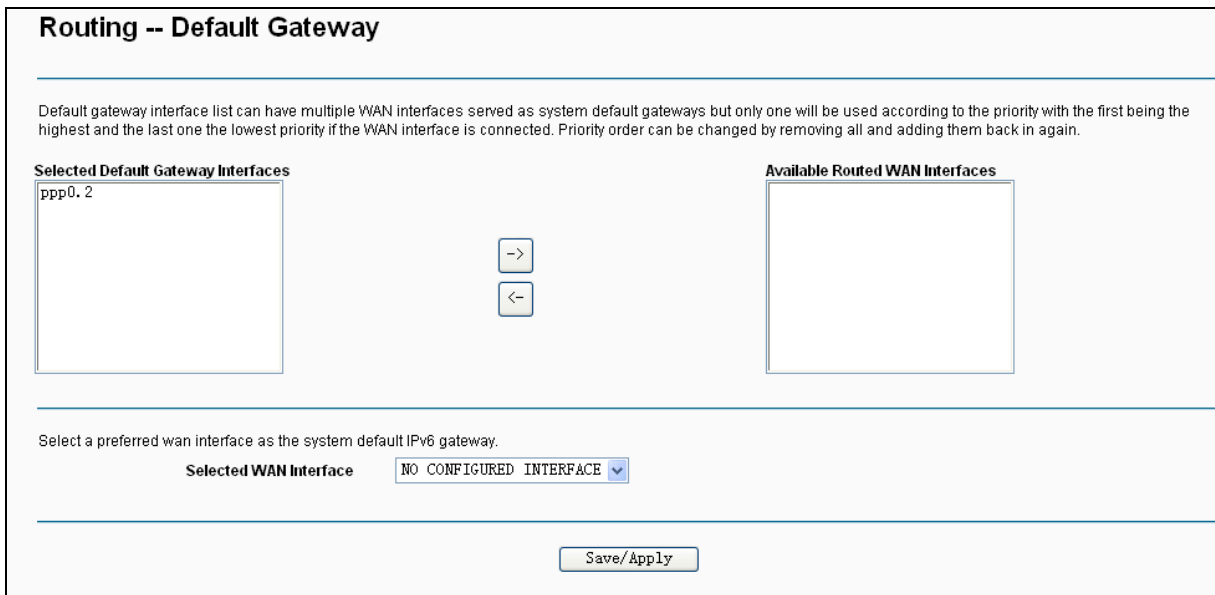 Routing -- Default Gateway
Default gateway interface list can have multiple WAN interfaces served as system default gateways but only one will be used according to the priority with the first being the
highest and the last one the lowest priority if the WAN interface is connected. Priority order can be changed by removing all and adding them back in again.
Selected Default Gateway Interfaces
Available Routed WAN Interfaces
ppp0.2
->
<-
Select a preferred wan interface as the system default IPv6 gateway.
Selected WAN Interface NO CONFIGURED INTERFACE
Save/Apply